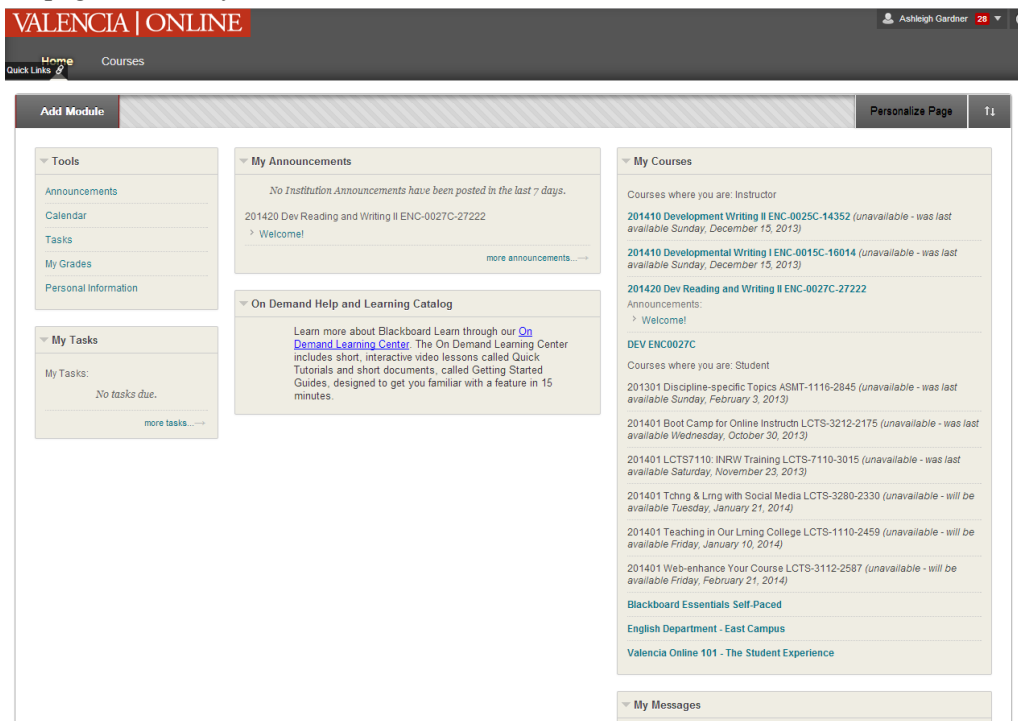 VALENCIA | ONLINE
Ashleigh Gardner 28
Home Courses
Quick Links
Add Module
Personalize Page
Tools
Announcements
Calendar
Tasks
My Grades
Personal Information
My Tasks
My Tasks:
No tasks due.
more tasks...→
My Announcements
No Institution Announcements have been posted in the last 7 days.
201420 Dev Reading and Writing II ENC-0027C-27222
> Welcome!
more announcements...→
On Demand Help and Learning Catalog
Learn more about Blackboard Learn through our On
Demand Learning Center. The On Demand Learning Center
includes short, interactive video lessons called Quick
Tutorials and short documents, called Getting Started
Guides, designed to get you familiar with a feature in 15
minutes.
My Courses
Courses where you are: Instructor
201410 Development Writing II ENC-0025C-14352 (unavailable - was last
available Sunday, December 15, 2013)
201410 Developmental Writing I ENC-0015C-16014 (unavailable - was last
available Sunday, December 15, 2013)
201420 Dev Reading and Writing II ENC-0027C-27222
Announcements:
> Welcome!
DEV ENC0027C
Courses where you are: Student
201301 Discipline-specific Topics ASMT-1116-2845 (unavailable - was last
available Sunday, February 3, 2013)
201401 Boot Camp for Online Instructn LCTS-3212-2175 (unavailable - was last
available Wednesday, October 30, 2013)
201401 LCTS7110: INRW Training LCTS-7110-3015 (unavailable - was last
available Saturday, November 23, 2013)
201401 Tchng & Lrng with Social Media LCTS-3280-2330 (unavailable - will be
available Tuesday, January 21, 2014)
201401 Teaching in Our Lrning College LCTS-1110-2459 (unavailable - will be
available Friday, January 10, 2014)
201401 Web-enhance Your Course LCTS-3112-2587 (unavailable - will be
available Friday, February 21, 2014)
Blackboard Essentials Self-Paced
English Department - East Campus
Valencia Online 101 - The Student Experience
My Messages